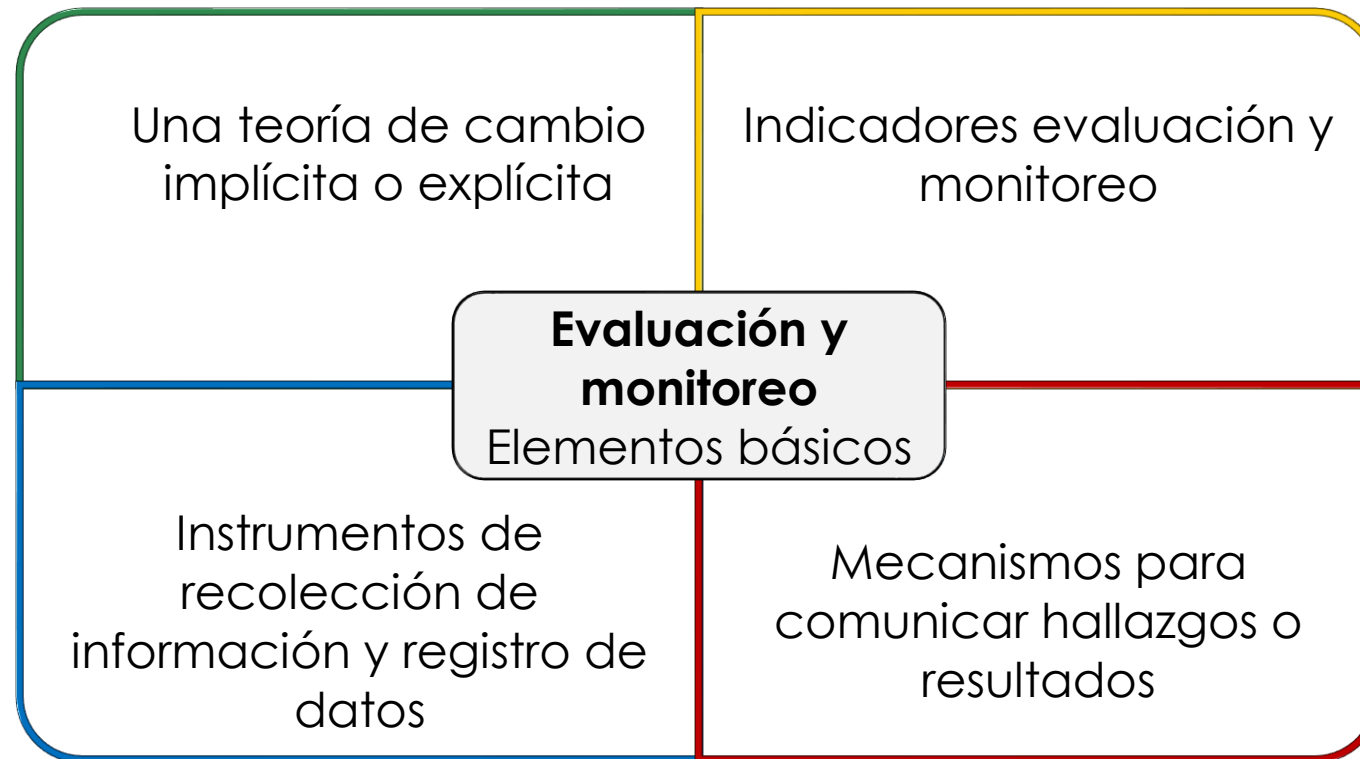 Una teoría de cambio
implícita o explícita
Indicadores evaluación y
monitoreo
Evaluación y
monitoreo
Elementos básicos
Instrumentos de
recolección de
información y registro de
datos
Mecanismos para
comunicar hallazgos o
resultados